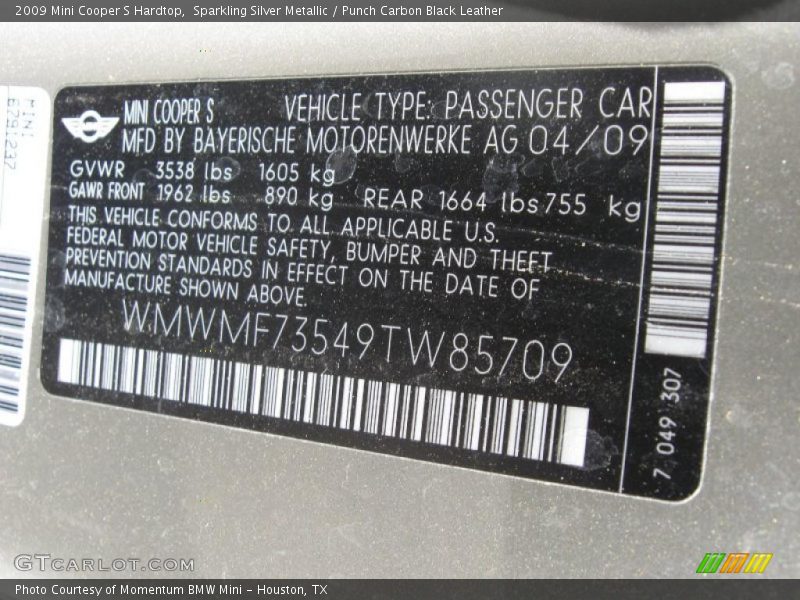 2009 Mini Cooper S Hardtop,  Sparkling Silver Metallic / Punch Carbon Black Leather
MINI
6791237
MINI COOPER S VEHICLE TYPE: PASSENGER CAR
MFD BY BAYERISCHE MOTORENWERKE AG 04/09
GVWR 3538 lbs 1605 kg
GAWR FRONT 1962 lbs 890 kg REAR 1664 lbs 755 kg
THIS VEHICLE CONFORMS TO ALL APPLICABLE U.S.
FEDERAL MOTOR VEHICLE SAFETY, BUMPER AND THEFT
PREVENTION STANDARDS IN EFFECT ON THE DATE OF
MANUFACTURE SHOWN ABOVE.
WMWMF73549TW85709
7 049 307
GTCARLOT.COM
Photo Courtesy of Momentum BMW Mini – Houston, TX